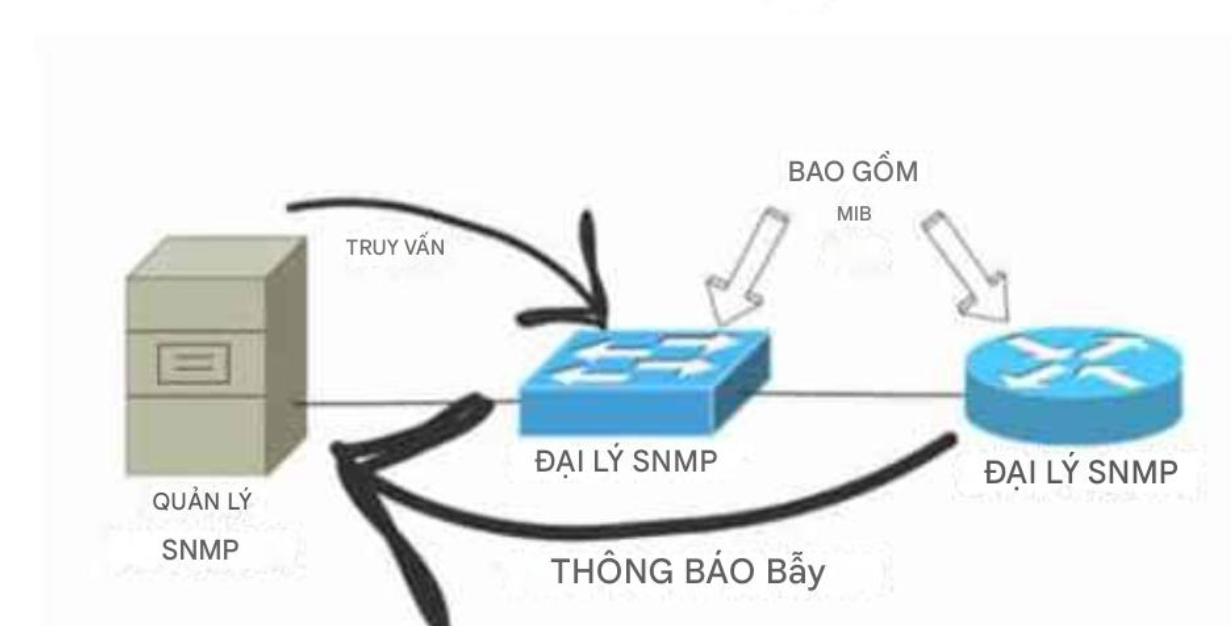 BAO GỒM
MIB
TRUY VẤN
ĐẠI LÝ SNMP
ĐẠI LÝ SNMP
QUẢN LÝ
SNMP
THÔNG BÁO Bẫy